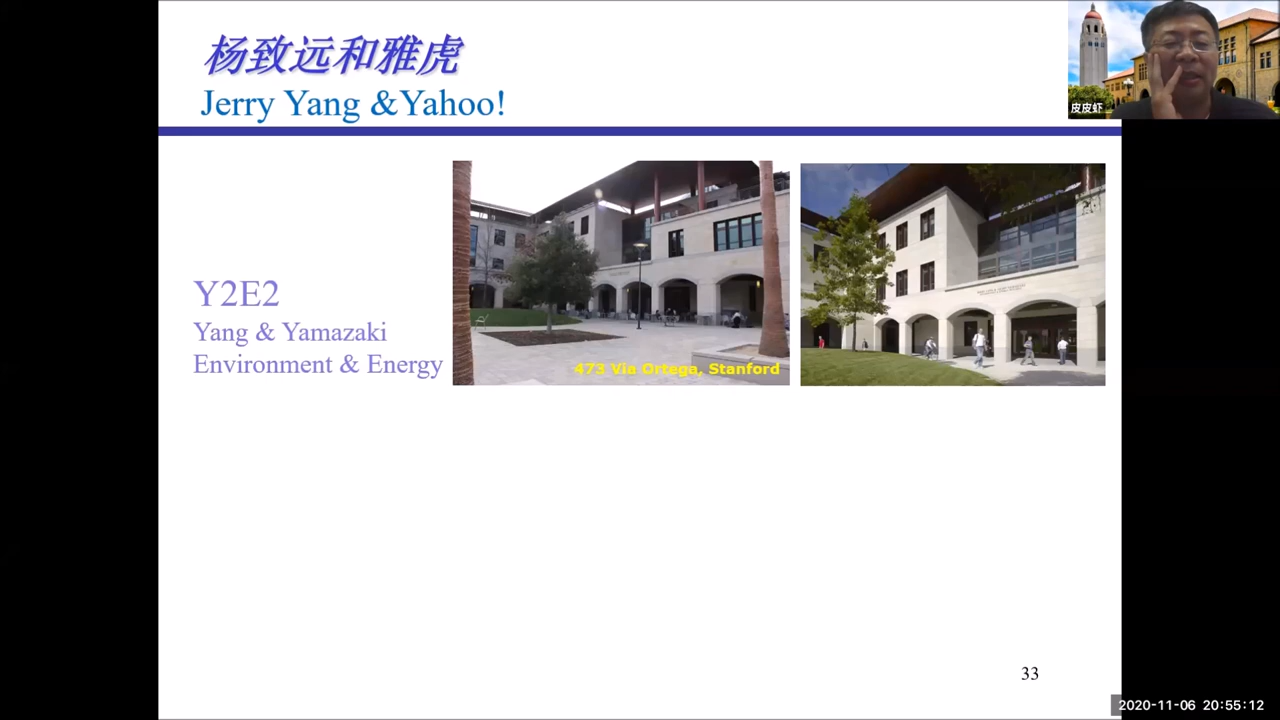 杨致远和雅虎
Jerry Yang &Yahoo!
皮皮虾
Y2E2
Yang & Yamazaki
Environment & Energy
473 Via Ortega, Stanford
33
2020-11-06 20:55:12